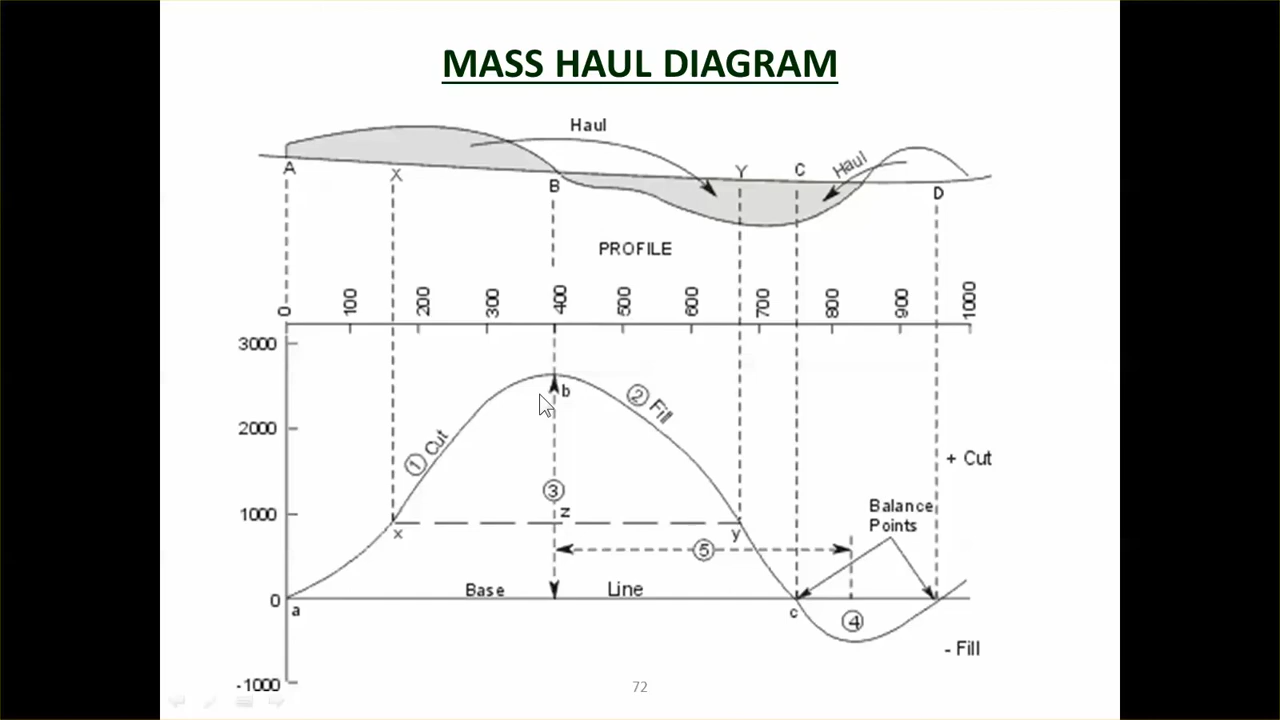 MASS HAUL DIAGRAM
Haul
Haul
A
X
B
Y
C
D
PROFILE
0
100
200
300
400
500
600
700
800
900
1000
3000
2000
1000
0
-1000
① Cut
b
② Fill
+ Cut
③
z
x
y
Balance
Points
⑤
Base Line
a
c
④
- Fill
72